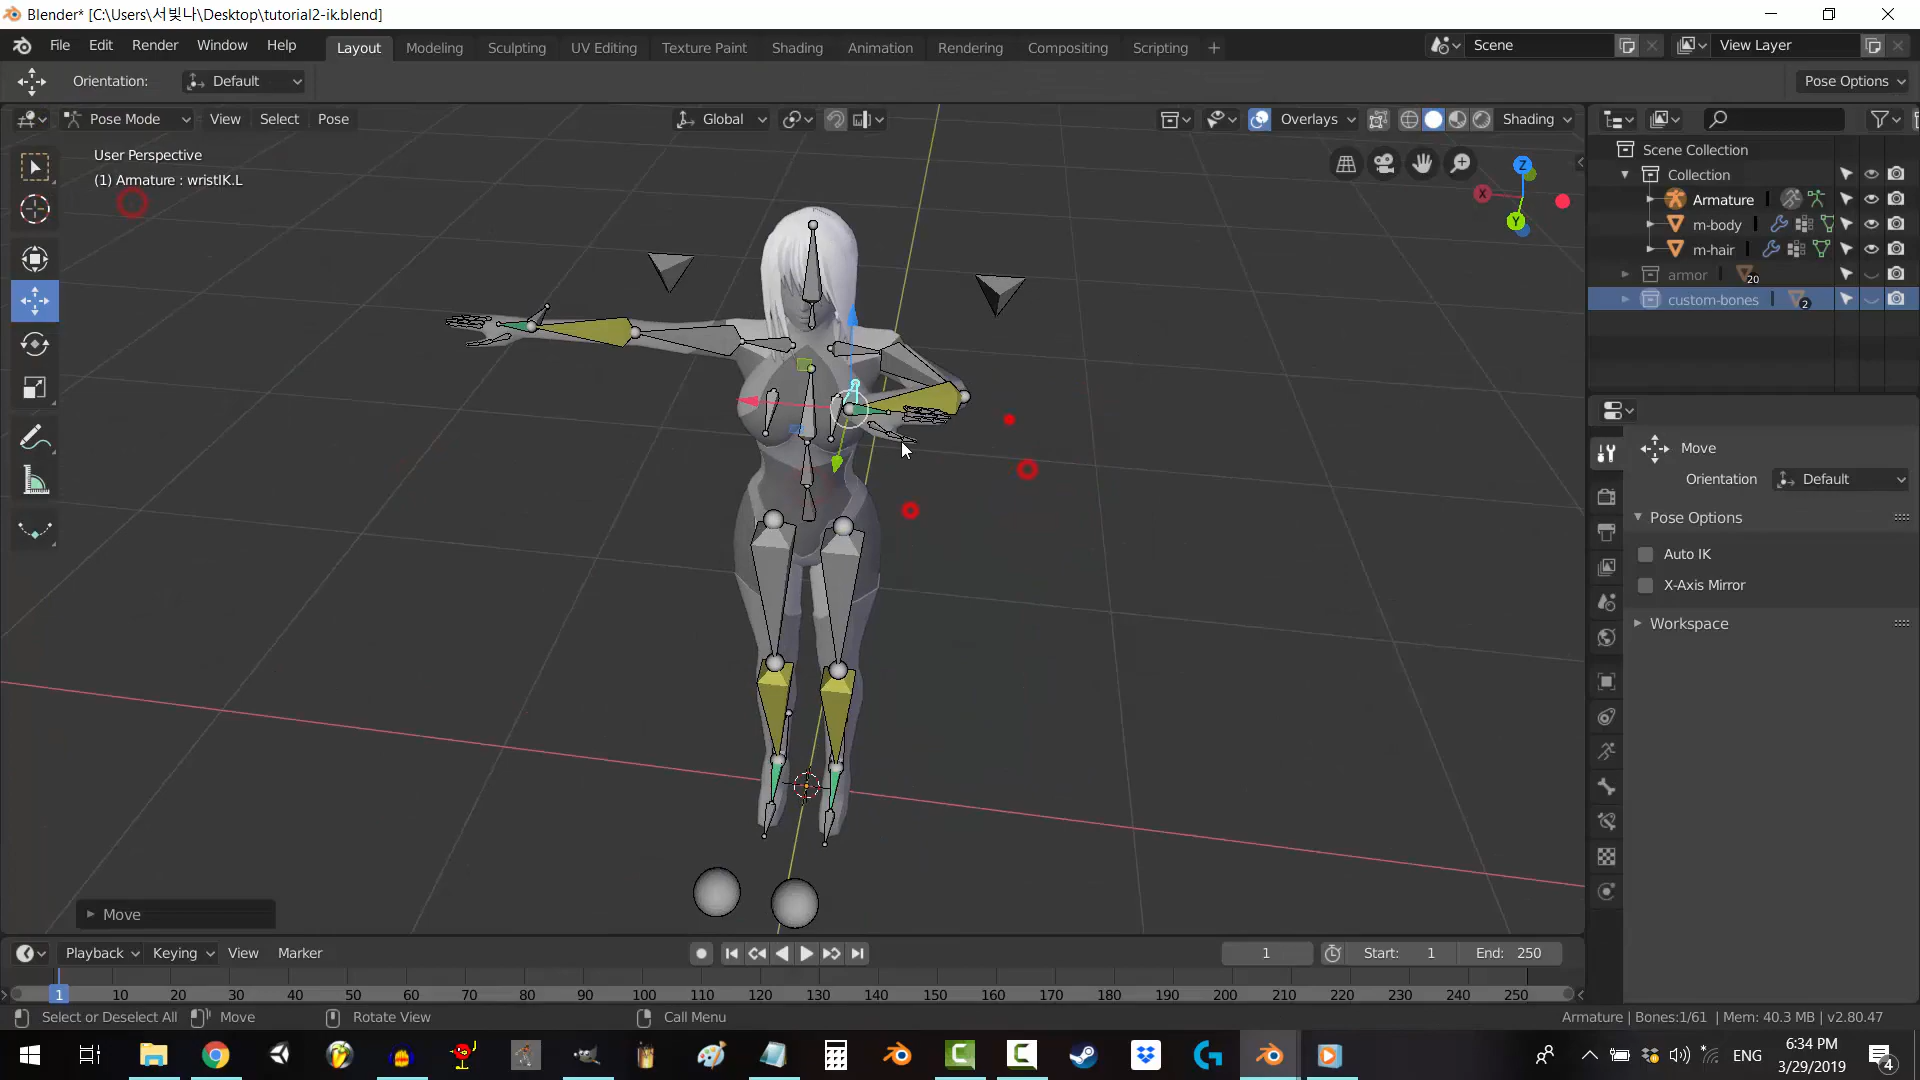 Blender* [C:\Users\서빛나\Desktop\tutorial2-ik.blend]
File Edit Render Window Help Layout Modeling Sculpting UV Editing Texture Paint Shading Animation Rendering Compositing Scripting + Scene View Layer
Orientation: Default Pose Options
Pose Mode View Select Pose Global Overlays Shading
User Perspective
(1) Armature : wristIK.L
Z
X
Y
Scene Collection
Collection
Armature
m-body
m-hair
armor 20
custom-bones 2
Move
Orientation Default
Pose Options
Auto IK
X-Axis Mirror
Workspace
Move
Playback Keying View Marker 1 Start: 1 End: 250
1 10 20 30 40 50 60 70 80 90 100 110 120 130 140 150 160 170 180 190 200 210 220 230 240 250
Select or Deselect All Move Rotate View Call Menu Armature | Bones:1/61 | Mem: 40.3 MB | v2.80.47
ENG 6:34 PM
3/29/2019
4